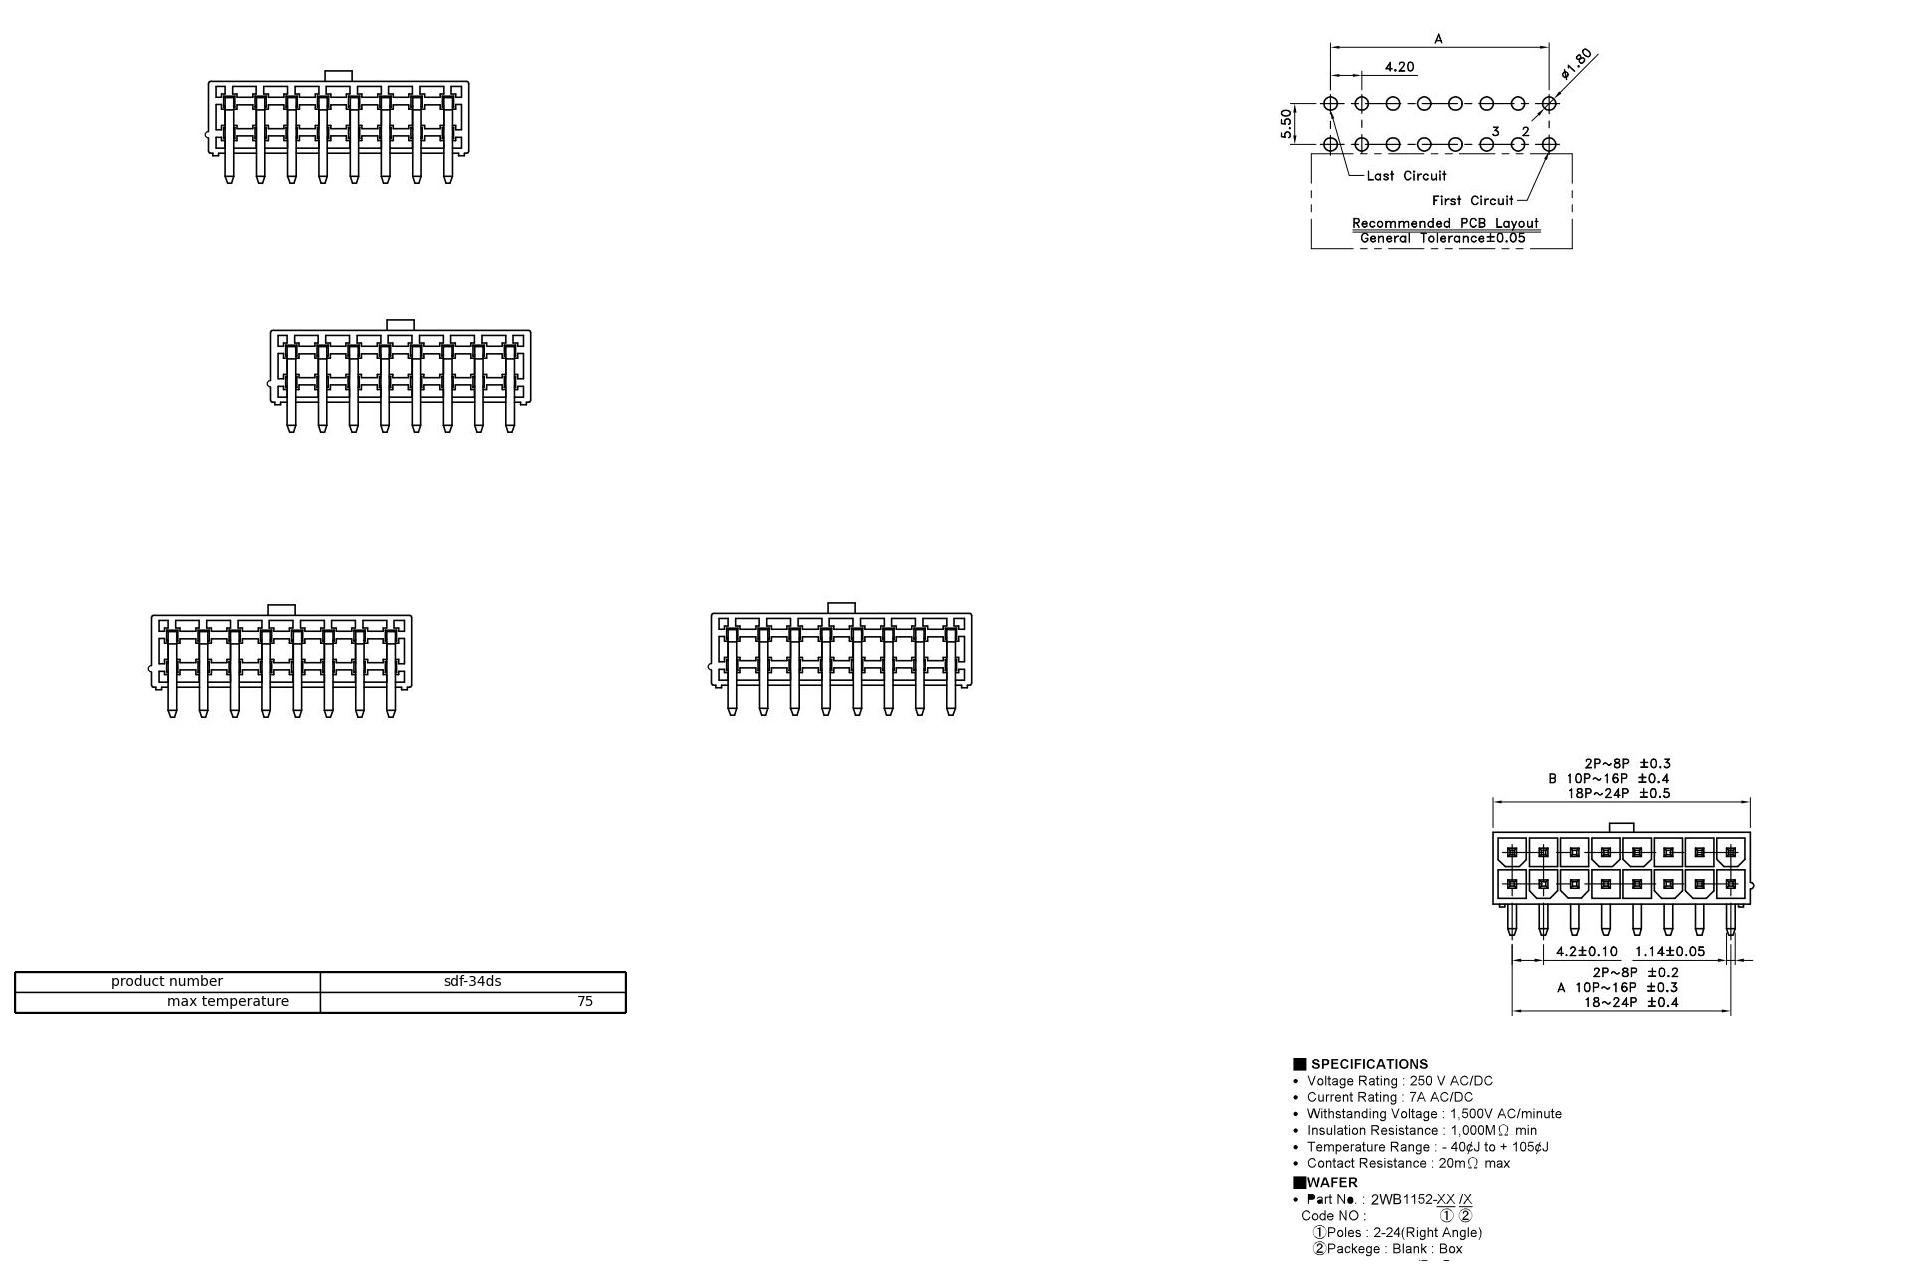 A
4.20
ø1.80
5.50
3 2
Last Circuit
First Circuit
Recommended PCB Layout
General Tolerance±0.05
2P~8P ±0.3
B 10P~16P ±0.4
18P~24P ±0.5
4.2±0.10 1.14±0.05
2P~8P ±0.2
A 10P~16P ±0.3
18~24P ±0.4
product number sdf-34ds
max temperature 75
■ SPECIFICATIONS
• Voltage Rating : 250 V AC/DC
• Current Rating : 7A AC/DC
• Withstanding Voltage : 1,500V AC/minute
• Insulation Resistance : 1,000MΩ min
• Temperature Range : - 40¢J to + 105¢J
• Contact Resistance : 20mΩ max
■WAFER
• Part No. : 2WB1152-XX /X
Code NO : ① ②
①Poles : 2-24(Right Angle)
②Packege : Blank : Box